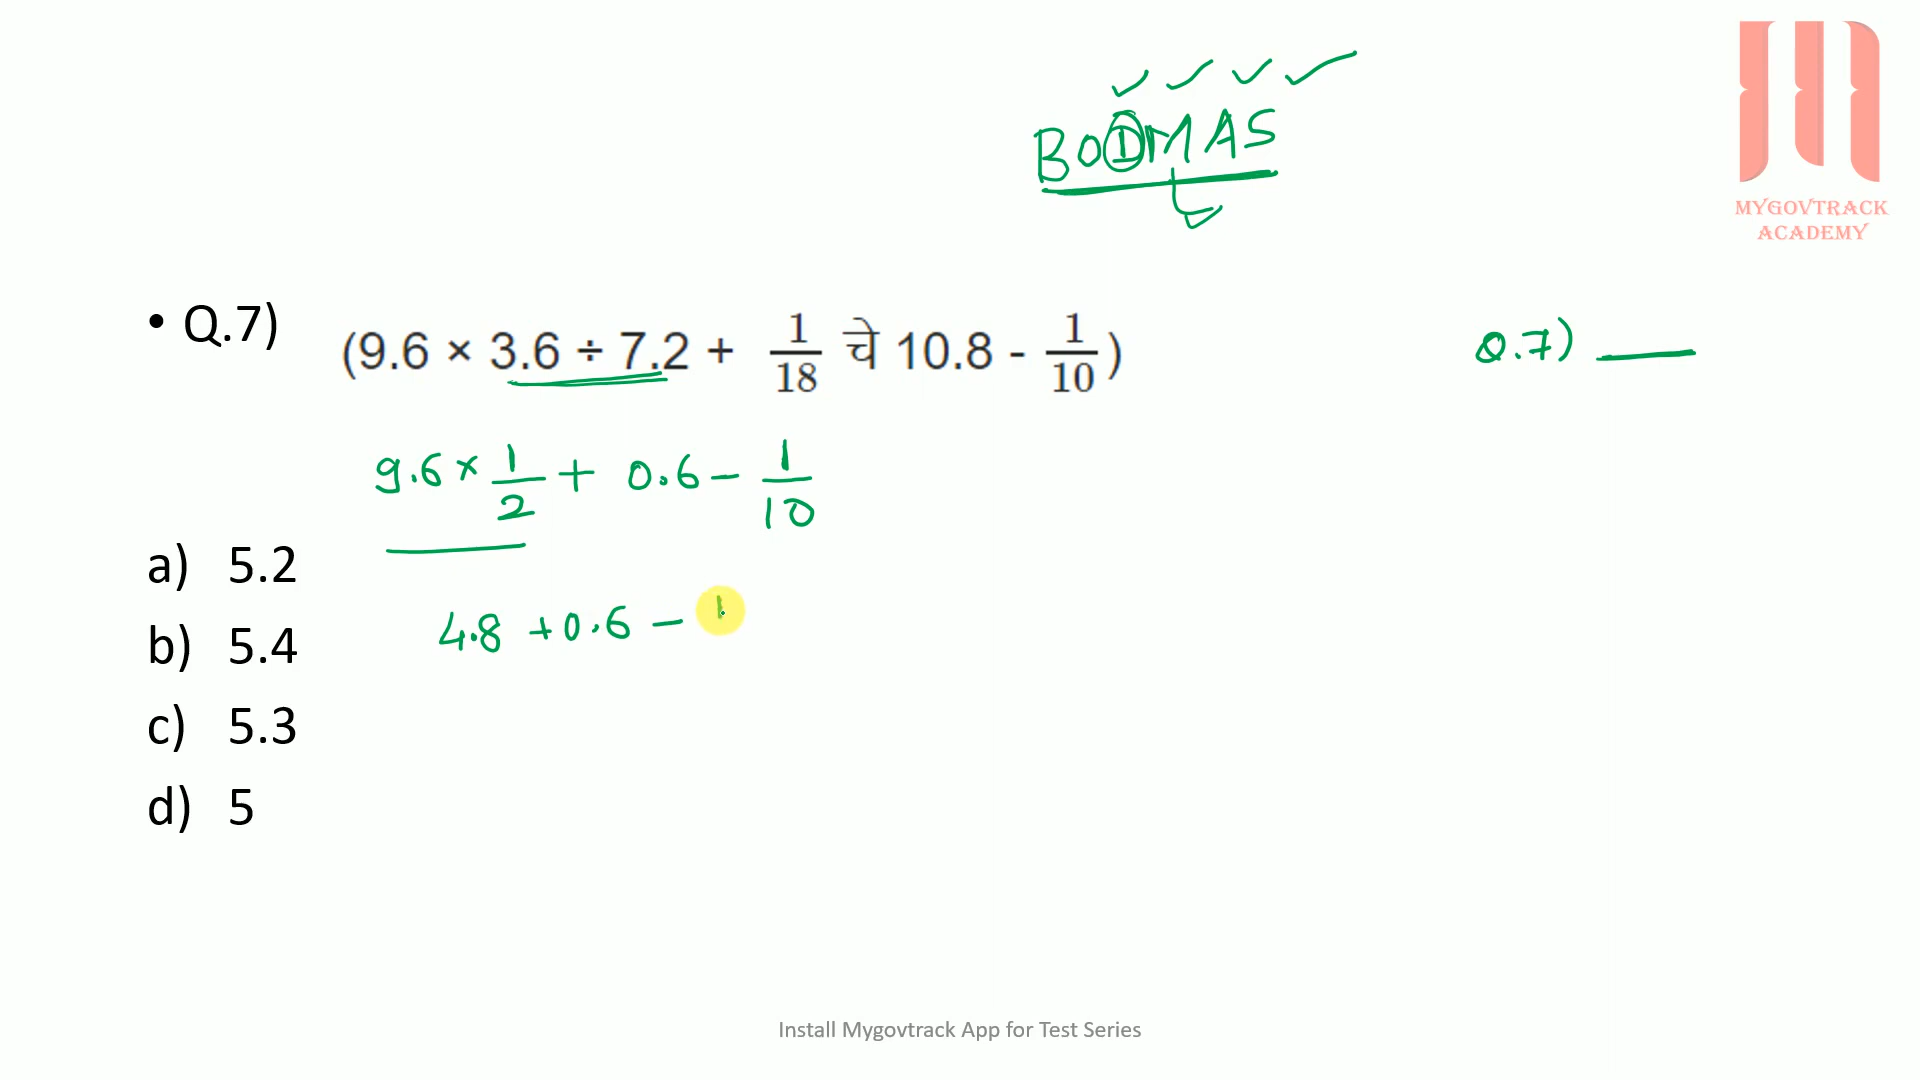 BODMAS
MYGOVTRACK
ACADEMY
• Q.7) (9.6 × 3.6 ÷ 7.2 + 1/18 चे 10.8 - 1/10)
Q.7)
9.6 × 1/2 + 0.6 - 1/10
a) 5.2
4.8 + 0.6 - 1
b) 5.4
c) 5.3
d) 5
Install Mygovtrack App for Test Series